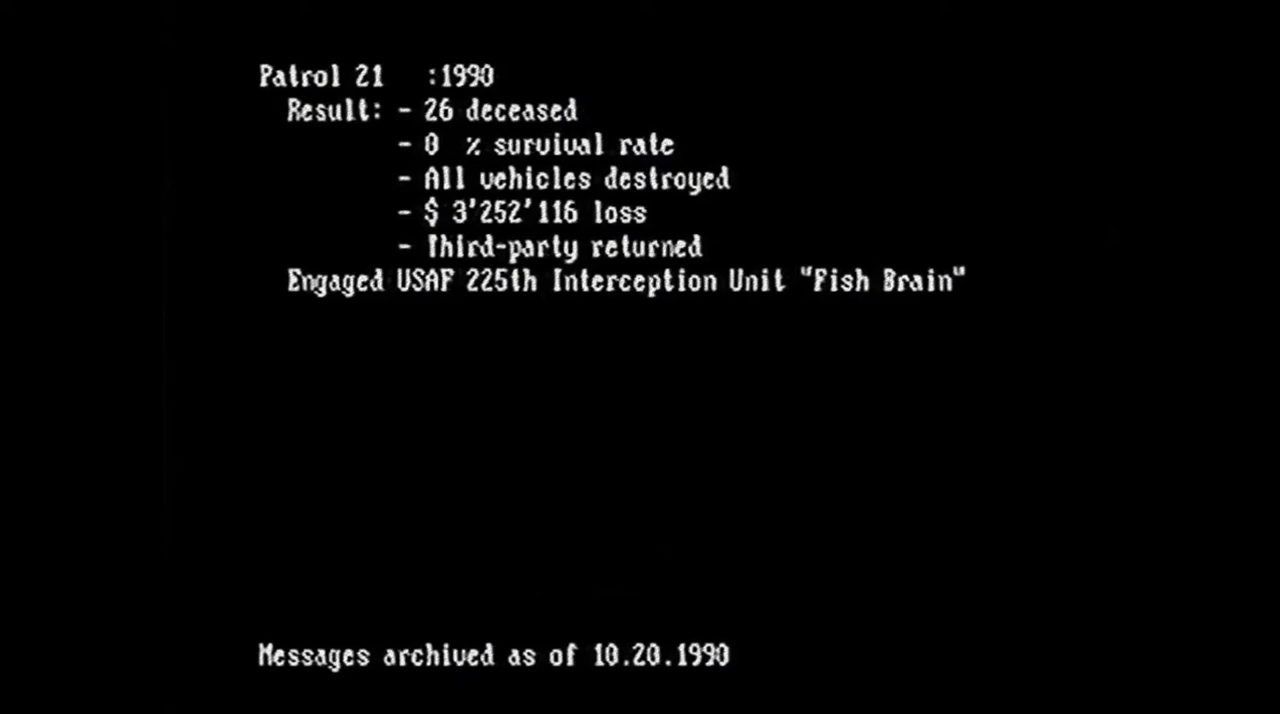 Patrol 21 :1990
Result: - 26 deceased
- 0 % survival rate
- All vehicles destroyed
- $ 3'252'116 loss
- Third-party returned
Engaged USAF 225th Interception Unit "Fish Brain"
Messages archived as of 10.20.1990